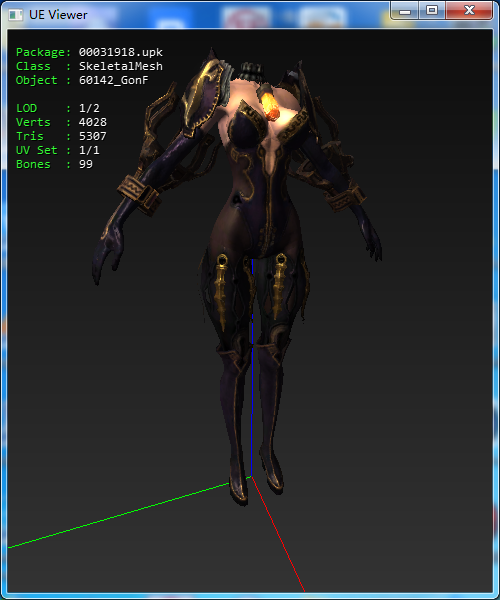 UE Viewer
Package: 00031918.upk
Class : SkeletalMesh
Object : 60142_GonF
LOD : 1/2
Verts : 4028
Tris : 5307
UV Set : 1/1
Bones : 99